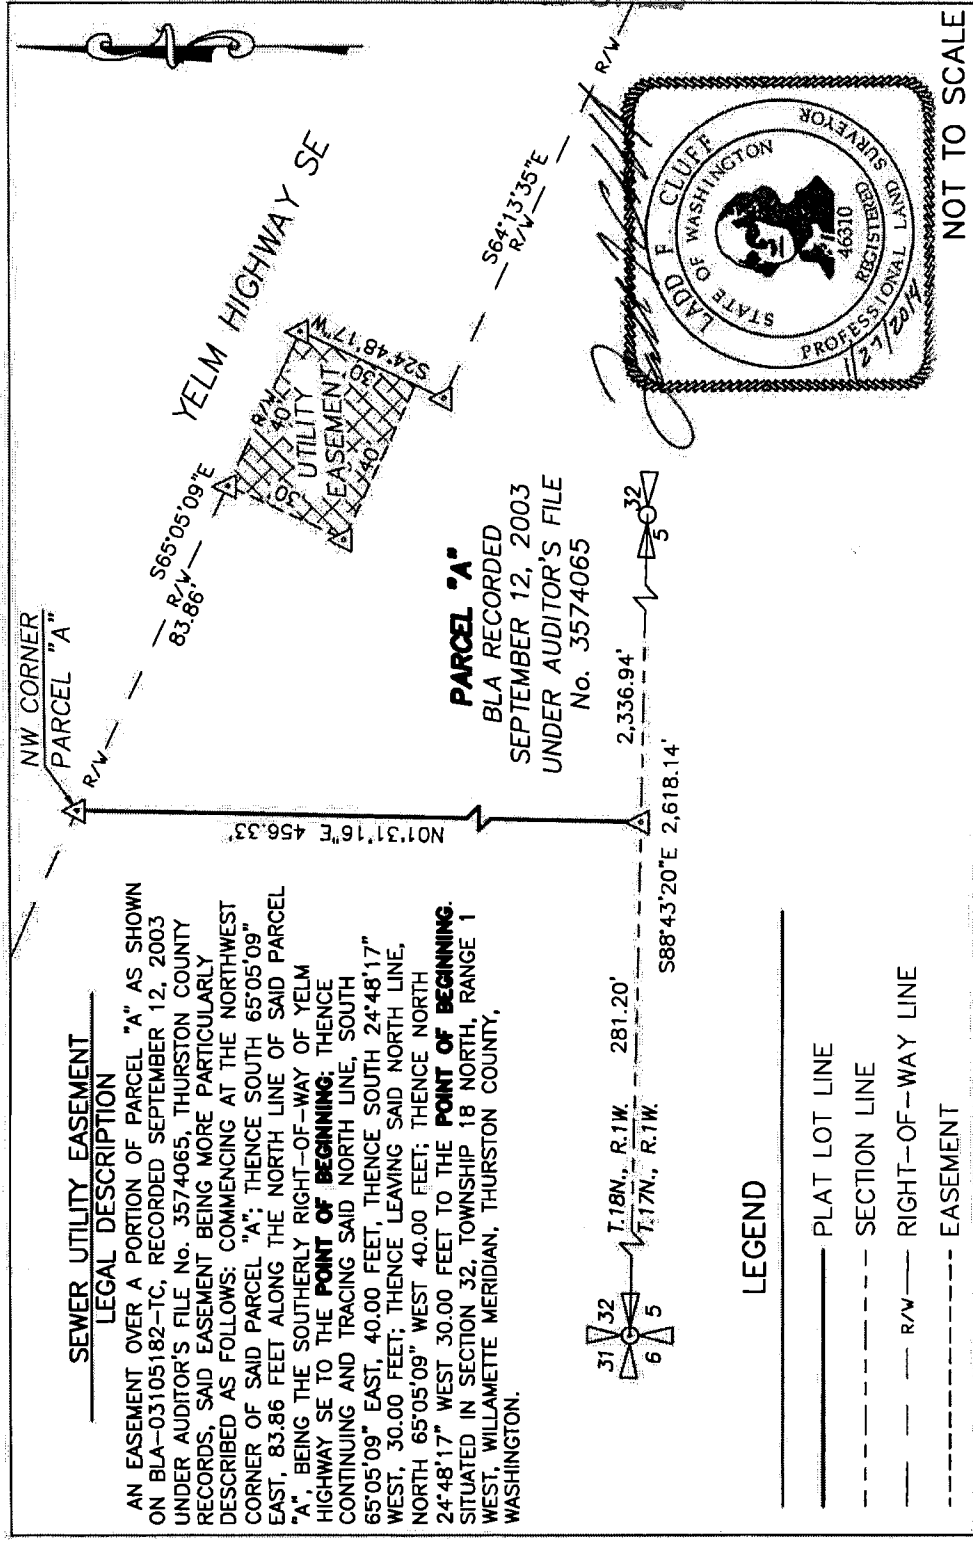 SEWER UTILITY EASEMENT
LEGAL DESCRIPTION
AN EASEMENT OVER A PORTION OF PARCEL "A" AS SHOWN
ON BLA-03105182-TC, RECORDED SEPTEMBER 12, 2003
UNDER AUDITOR'S FILE No. 3574065, THURSTON COUNTY
RECORDS, SAID EASEMENT BEING MORE PARTICULARLY
DESCRIBED AS FOLLOWS: COMMENCING AT THE NORTHWEST
CORNER OF SAID PARCEL "A"; THENCE SOUTH 65°05'09"
EAST, 83.86 FEET ALONG THE NORTH LINE OF SAID PARCEL
"A", BEING THE SOUTHERLY RIGHT-OF-WAY OF YELM
HIGHWAY SE TO THE POINT OF BEGINNING; THENCE
CONTINUING AND TRACING SAID NORTH LINE, SOUTH
65°05'09" EAST, 40.00 FEET, THENCE SOUTH 24°48'17"
WEST, 30.00 FEET; THENCE LEAVING SAID NORTH LINE,
NORTH 65°05'09" WEST 40.00 FEET; THENCE NORTH
24°48'17" WEST 30.00 FEET TO THE POINT OF BEGINNING.
SITUATED IN SECTION 32, TOWNSHIP 18 NORTH, RANGE 1
WEST, WILLAMETTE MERIDIAN, THURSTON COUNTY,
WASHINGTON.
NW CORNER
PARCEL "A"
R/W
S65°05'09"E
R/W
83.86'
YELM HIGHWAY SE
R/W
40'
UTILITY
EASEMENT
30'
30'
40'
S24°48'17"W
S64°13'35"E
R/W
R/W
N01°31'16"E 456.33'
PARCEL "A"
BLA RECORDED
SEPTEMBER 12, 2003
UNDER AUDITOR'S FILE
No. 3574065
31 32
6 5
T.18N., R.1W.
T.17N., R.1W.
281.20'
2,336.94'
S88°43'20"E 2,618.14'
32
5
LEGEND
PLAT LOT LINE
SECTION LINE
R/W RIGHT-OF-WAY LINE
EASEMENT
LADD F. CLUFF
STATE OF WASHINGTON
46310
REGISTERED
PROFESSIONAL LAND SURVEYOR
1/27/2014
NOT TO SCALE